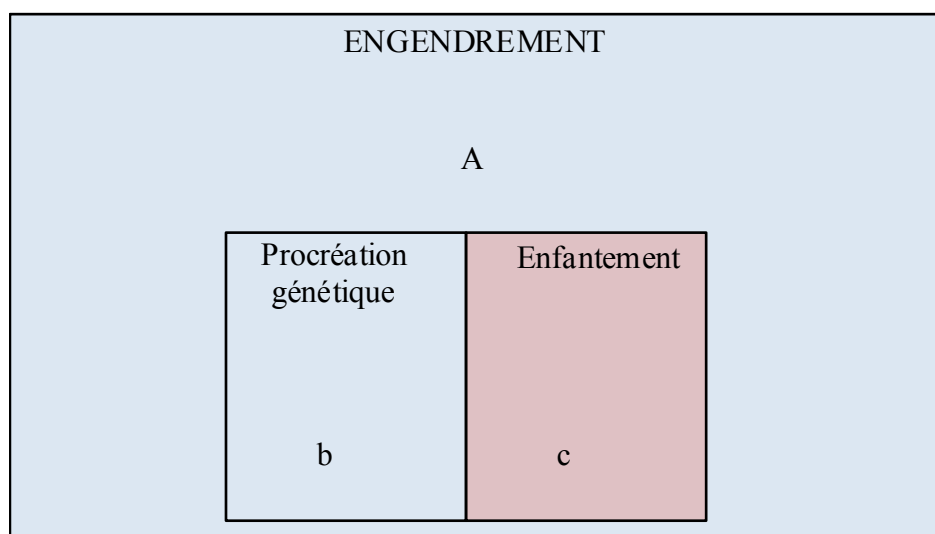 ENGENDREMENT
A
Procréation
génétique
Enfantement
b
c